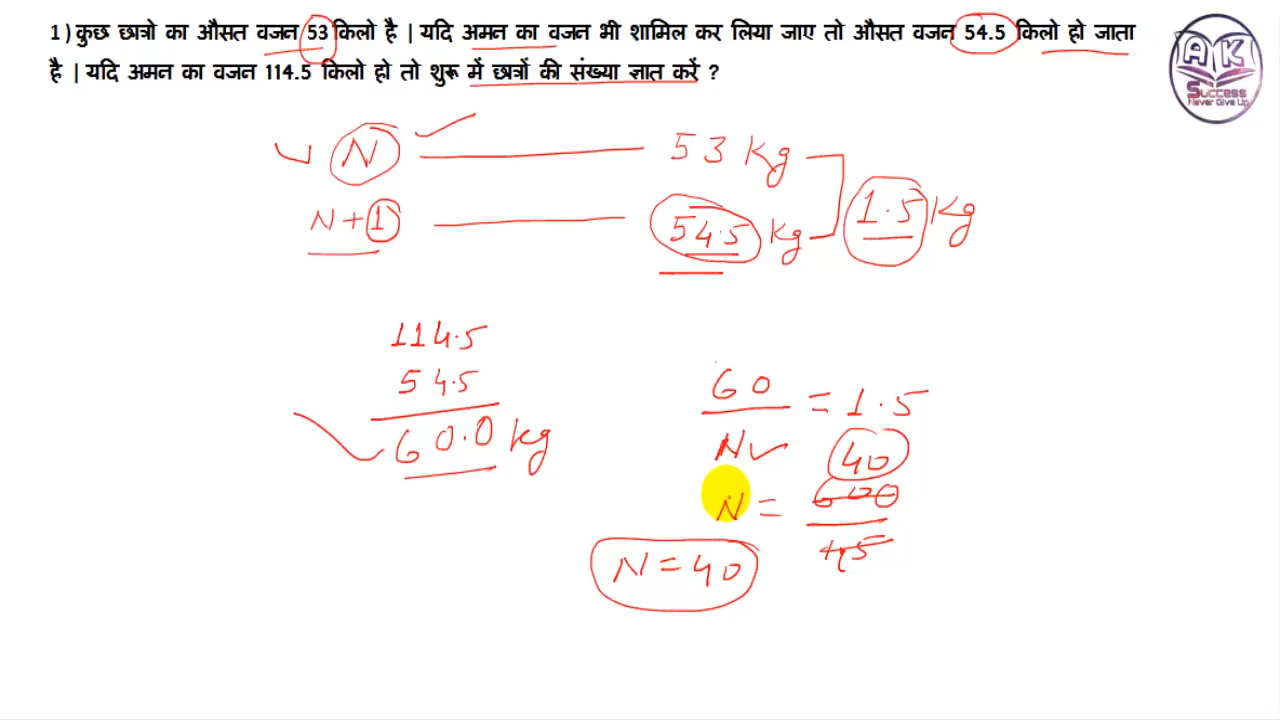 1) कुछ छात्रो का औसत वजन 53 किलो है | यदि अमन का वजन भी शामिल कर लिया जाए तो औसत वजन 54.5 किलो हो जाता
है | यदि अमन का वजन 114.5 किलो हो तो शुरू में छात्रों की संख्या ज्ञात करें ?
AK
Success
Never Give Up
N 53 Kg
N+1 54.5 Kg 1.5 Kg
114.5
54.5
60.0 kg
60/N = 1.5
40
N = 600/15
N = 40